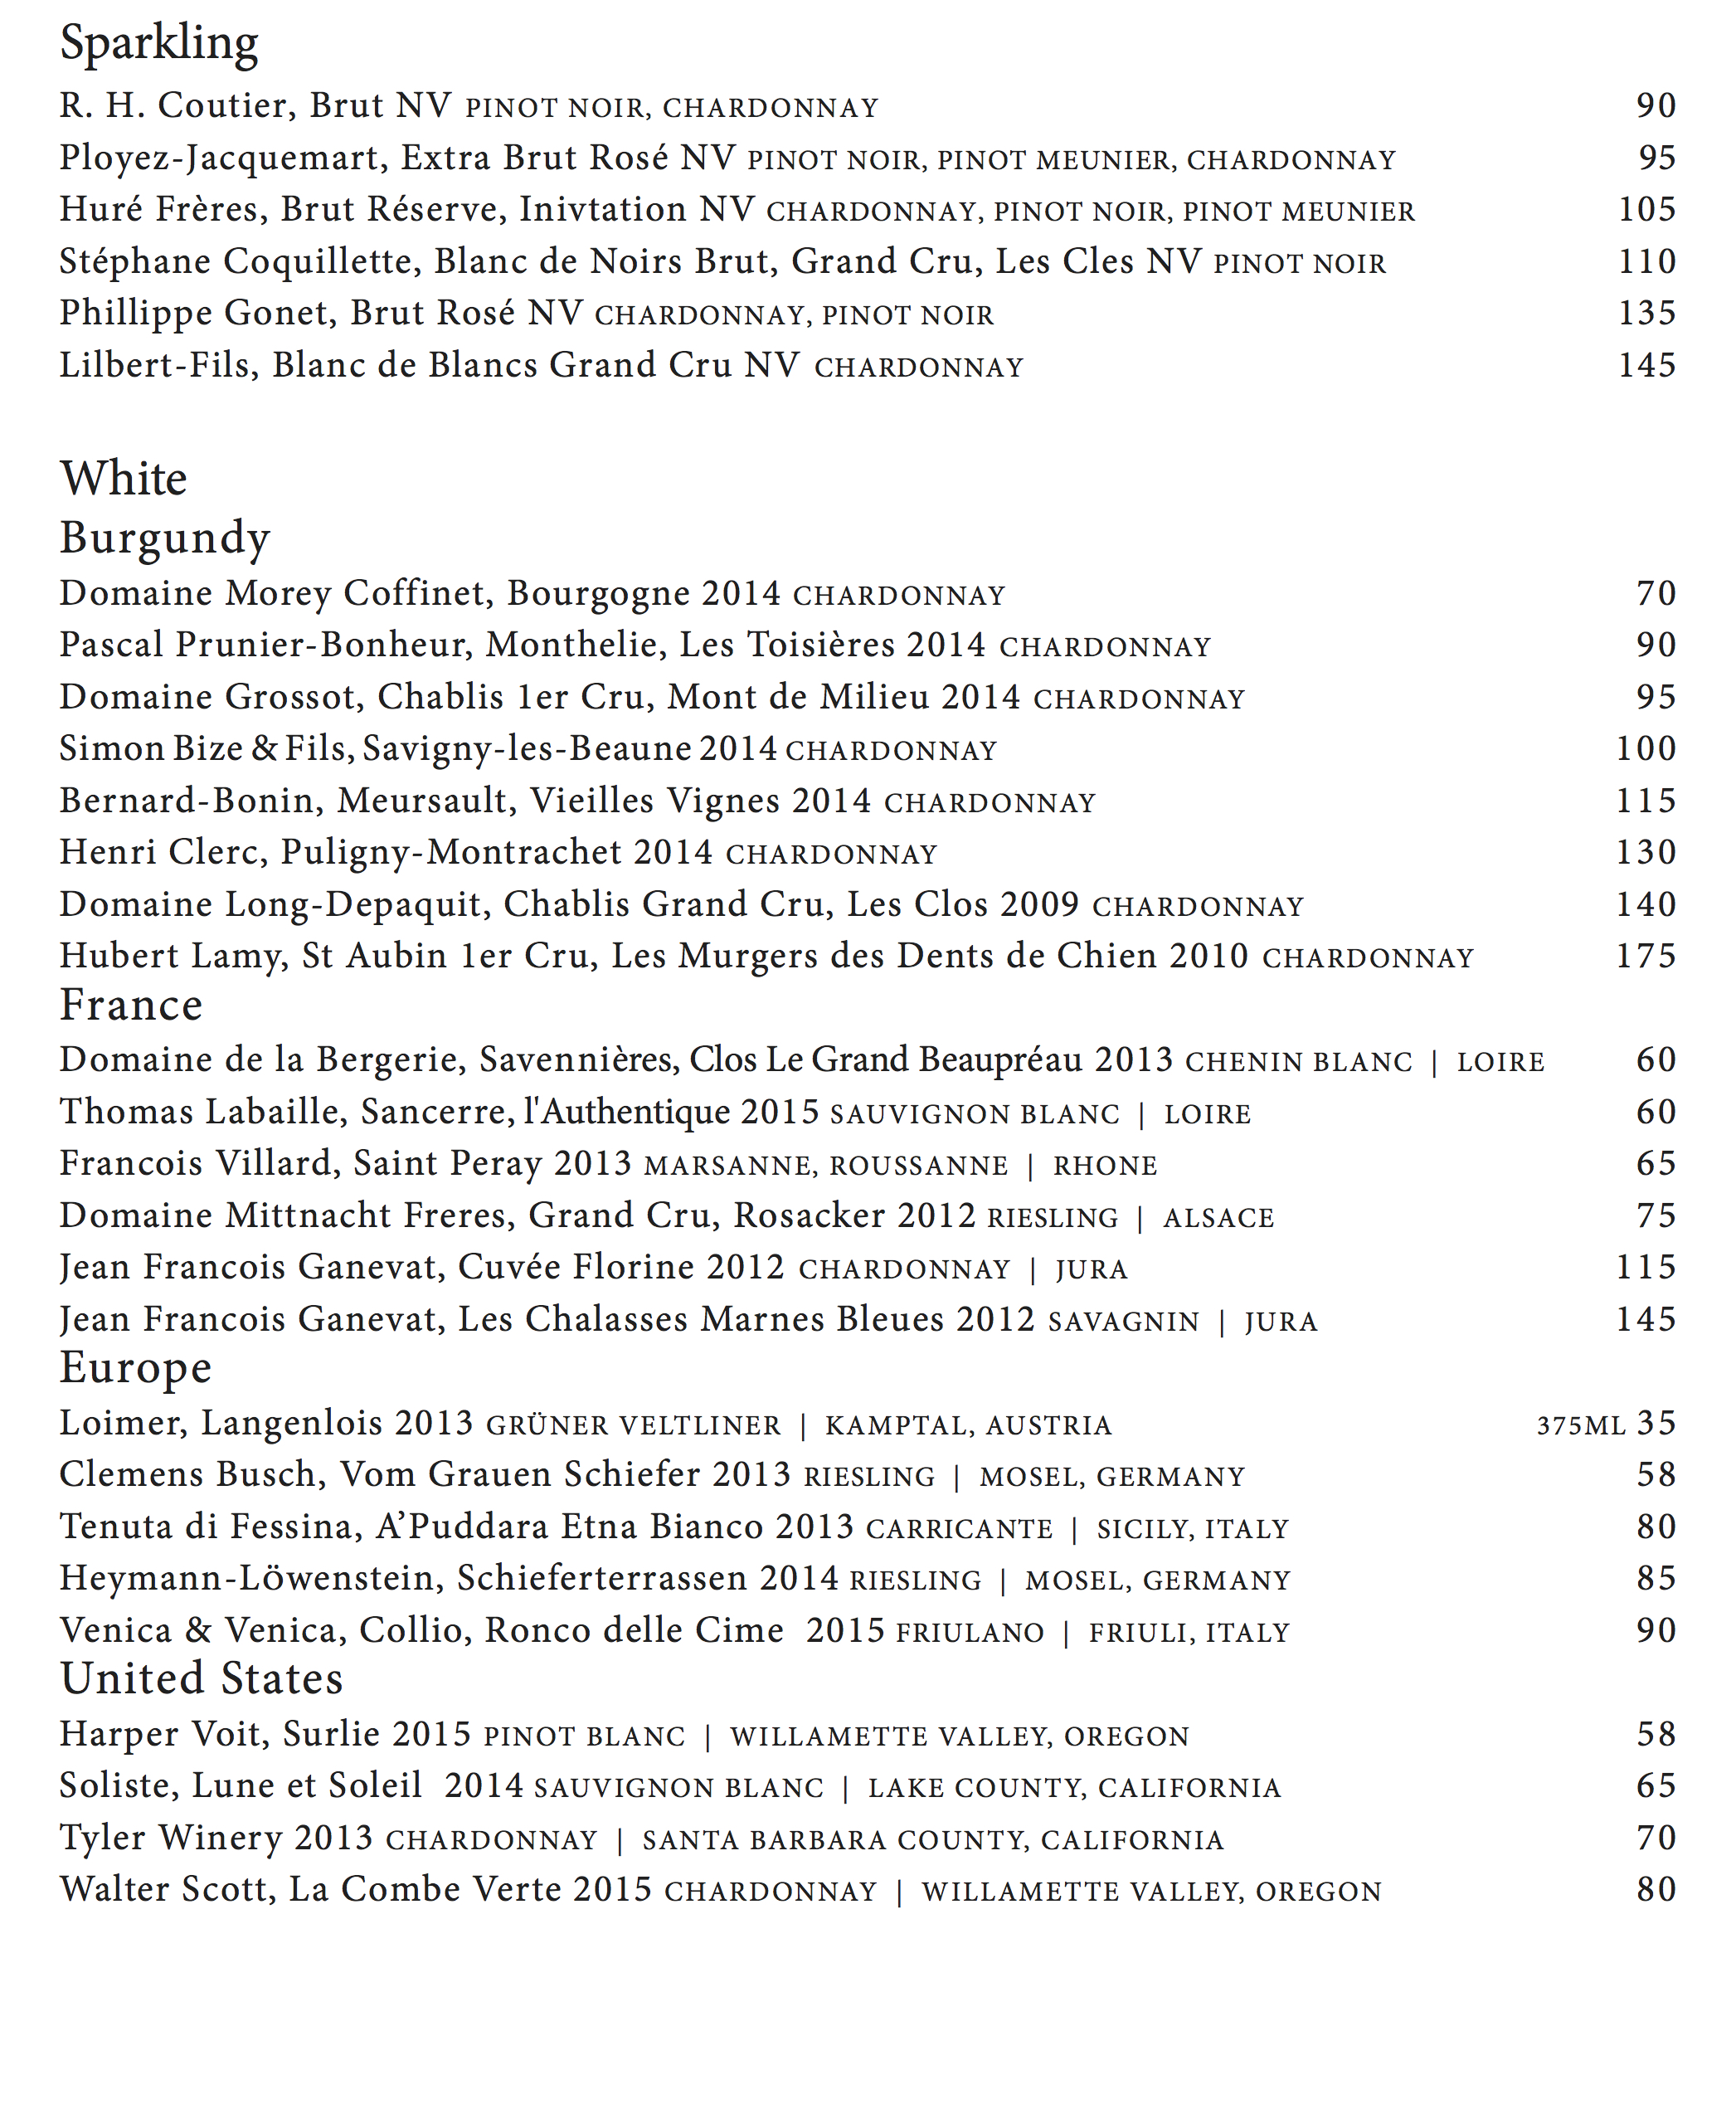 Sparkling
R. H. Coutier, Brut NV PINOT NOIR, CHARDONNAY 90
Ployez-Jacquemart, Extra Brut Rosé NV PINOT NOIR, PINOT MEUNIER, CHARDONNAY 95
Huré Frères, Brut Réserve, Inivtation NV CHARDONNAY, PINOT NOIR, PINOT MEUNIER 105
Stéphane Coquillette, Blanc de Noirs Brut, Grand Cru, Les Cles NV PINOT NOIR 110
Phillippe Gonet, Brut Rosé NV CHARDONNAY, PINOT NOIR 135
Lilbert-Fils, Blanc de Blancs Grand Cru NV CHARDONNAY 145
White
Burgundy
Domaine Morey Coffinet, Bourgogne 2014 CHARDONNAY 70
Pascal Prunier-Bonheur, Monthelie, Les Toisières 2014 CHARDONNAY 90
Domaine Grossot, Chablis 1er Cru, Mont de Milieu 2014 CHARDONNAY 95
Simon Bize & Fils, Savigny-les-Beaune 2014 CHARDONNAY 100
Bernard-Bonin, Meursault, Vieilles Vignes 2014 CHARDONNAY 115
Henri Clerc, Puligny-Montrachet 2014 CHARDONNAY 130
Domaine Long-Depaquit, Chablis Grand Cru, Les Clos 2009 CHARDONNAY 140
Hubert Lamy, St Aubin 1er Cru, Les Murgers des Dents de Chien 2010 CHARDONNAY 175
France
Domaine de la Bergerie, Savennières, Clos Le Grand Beaupréau 2013 CHENIN BLANC | LOIRE 60
Thomas Labaille, Sancerre, l'Authentique 2015 SAUVIGNON BLANC | LOIRE 60
Francois Villard, Saint Peray 2013 MARSANNE, ROUSSANNE | RHONE 65
Domaine Mittnacht Freres, Grand Cru, Rosacker 2012 RIESLING | ALSACE 75
Jean Francois Ganevat, Cuvée Florine 2012 CHARDONNAY | JURA 115
Jean Francois Ganevat, Les Chalasses Marnes Bleues 2012 SAVAGNIN | JURA 145
Europe
Loimer, Langenlois 2013 GRÜNER VELTLINER | KAMPTAL, AUSTRIA 375ML 35
Clemens Busch, Vom Grauen Schiefer 2013 RIESLING | MOSEL, GERMANY 58
Tenuta di Fessina, A’Puddara Etna Bianco 2013 CARRICANTE | SICILY, ITALY 80
Heymann-Löwenstein, Schieferterrassen 2014 RIESLING | MOSEL, GERMANY 85
Venica & Venica, Collio, Ronco delle Cime 2015 FRIULANO | FRIULI, ITALY 90
United States
Harper Voit, Surlie 2015 PINOT BLANC | WILLAMETTE VALLEY, OREGON 58
Soliste, Lune et Soleil 2014 SAUVIGNON BLANC | LAKE COUNTY, CALIFORNIA 65
Tyler Winery 2013 CHARDONNAY | SANTA BARBARA COUNTY, CALIFORNIA 70
Walter Scott, La Combe Verte 2015 CHARDONNAY | WILLAMETTE VALLEY, OREGON 80